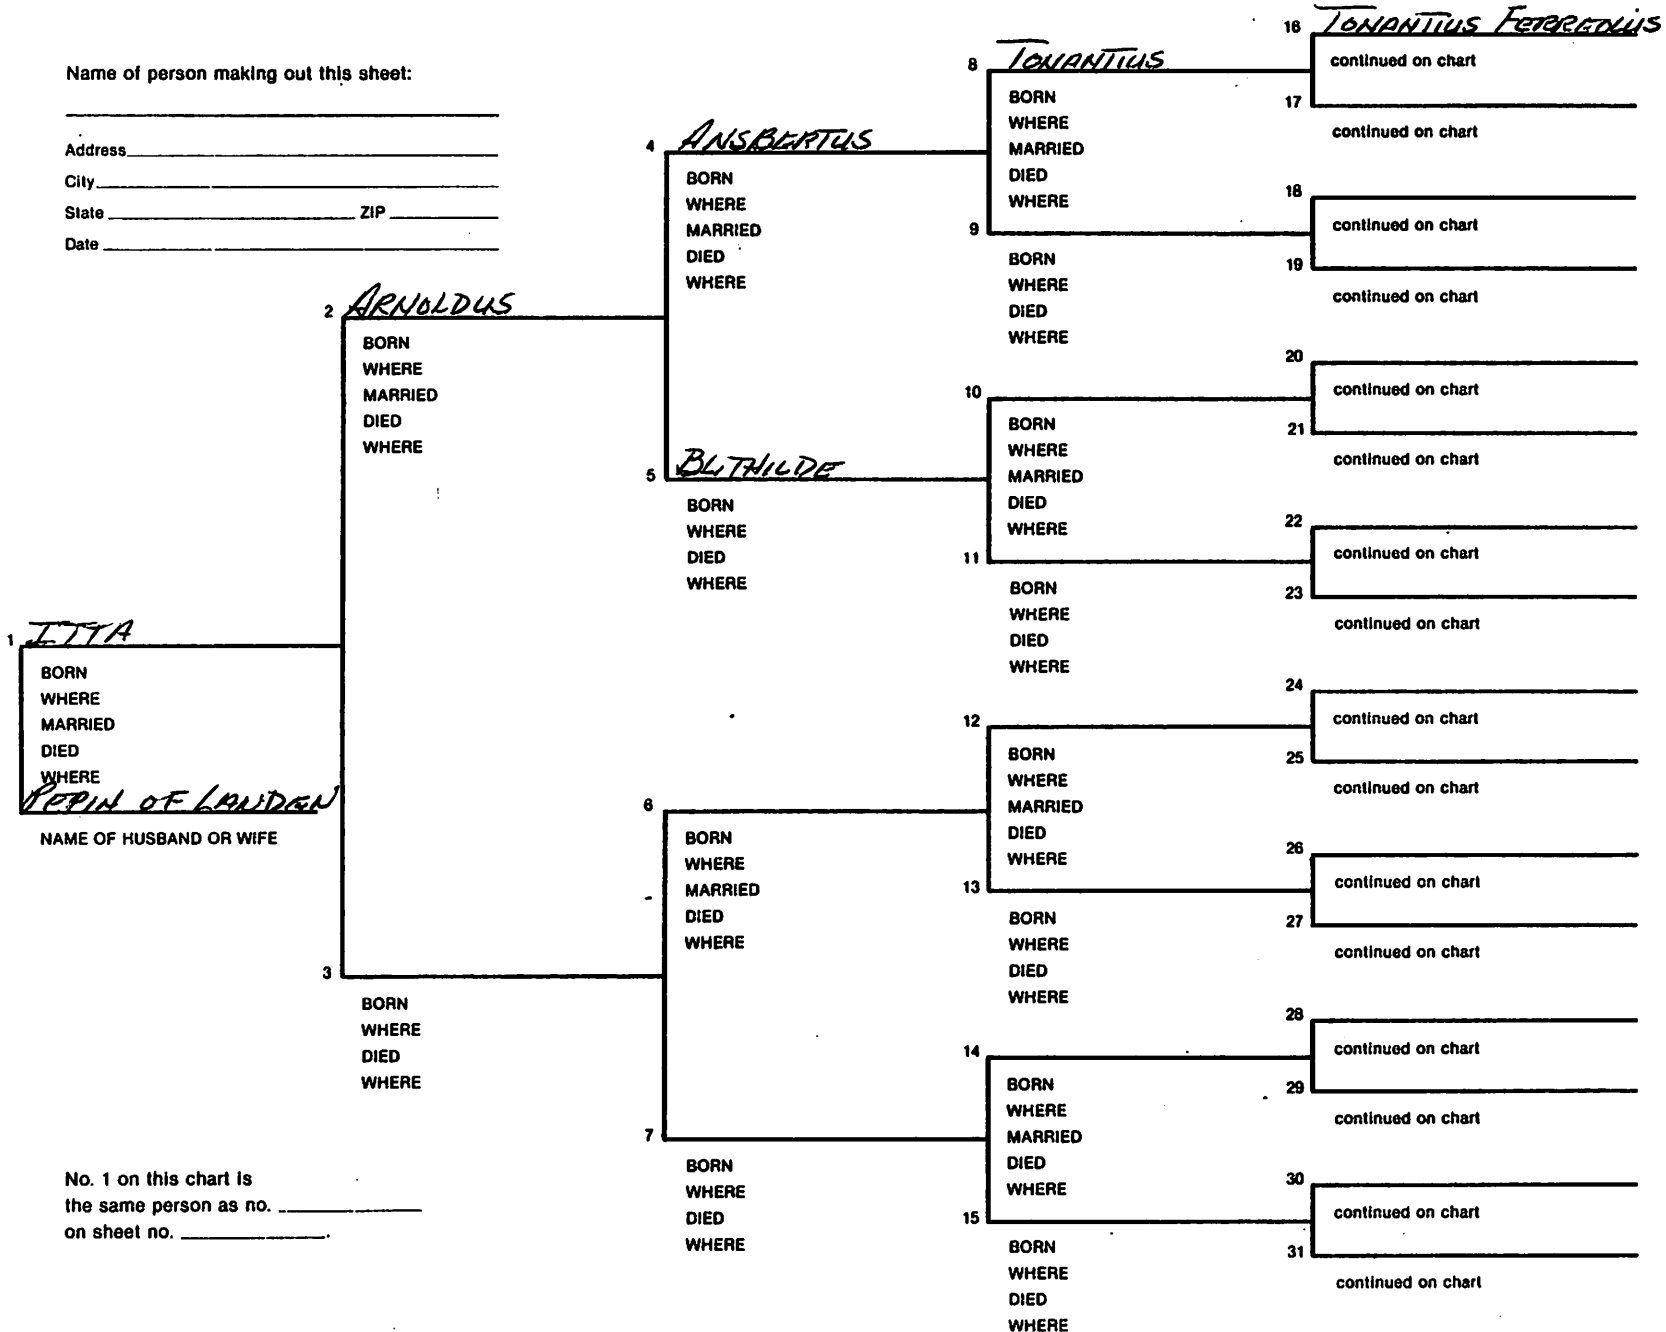 Name of person making out this sheet:
Address
City
State ZIP
Date
1 ITTA
BORN
WHERE
MARRIED
DIED
WHERE
PEPIN OF LANDEN
NAME OF HUSBAND OR WIFE
No. 1 on this chart is
the same person as no.
on sheet no. .
2 ARNOLDUS
BORN
WHERE
MARRIED
DIED
WHERE
3
BORN
WHERE
DIED
WHERE
4 ANSBERTUS
BORN
WHERE
MARRIED
DIED
WHERE
5 BLITHILDE
BORN
WHERE
DIED
WHERE
6
BORN
WHERE
MARRIED
DIED
WHERE
7
BORN
WHERE
DIED
WHERE
8 TONANTIUS
BORN
WHERE
MARRIED
DIED
WHERE
9
BORN
WHERE
DIED
WHERE
10
BORN
WHERE
MARRIED
DIED
WHERE
11
BORN
WHERE
DIED
WHERE
12
BORN
WHERE
MARRIED
DIED
WHERE
13
BORN
WHERE
DIED
WHERE
14
BORN
WHERE
MARRIED
DIED
WHERE
15
BORN
WHERE
DIED
WHERE
16 TONANTIUS FERREOLUS
continued on chart
17
continued on chart
18
continued on chart
19
continued on chart
20
continued on chart
21
continued on chart
22
continued on chart
23
continued on chart
24
continued on chart
25
continued on chart
26
continued on chart
27
continued on chart
28
continued on chart
29
continued on chart
30
continued on chart
31
continued on chart